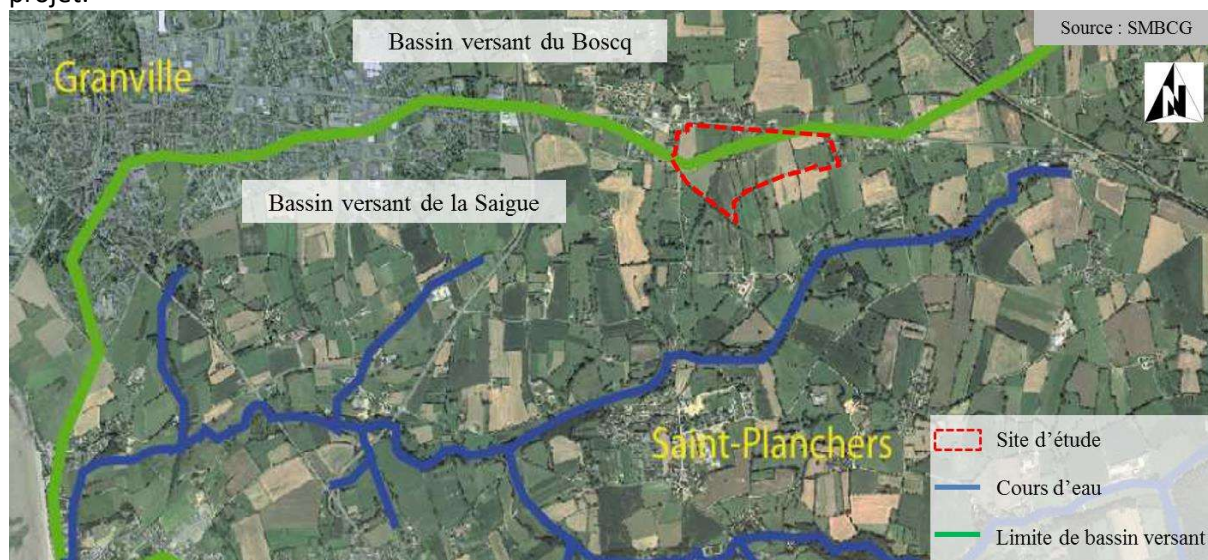 projet.
Bassin versant du Boscq
Source : SMBCG
Granville
N
Bassin versant de la Saigue
Saint-Planchers
Site d'étude
Cours d'eau
Limite de bassin versant